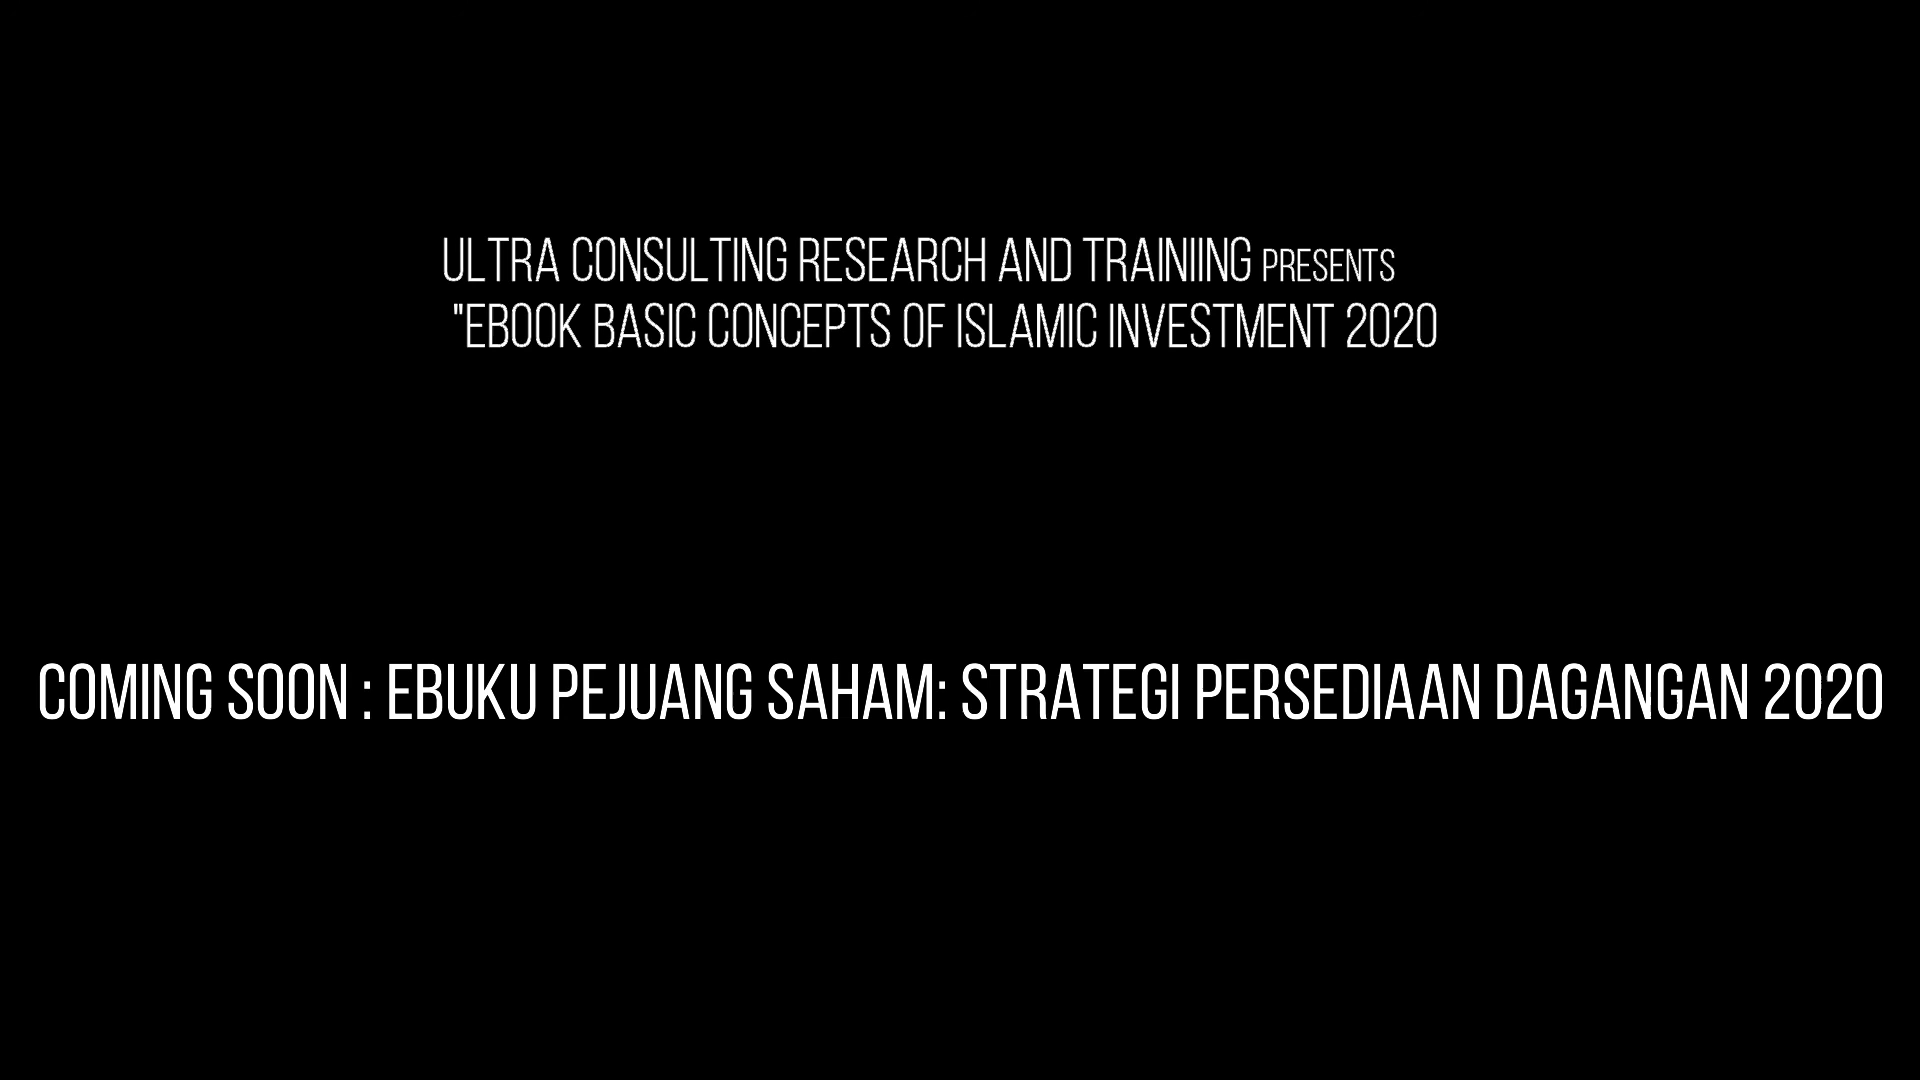 ULTRA CONSULTING RESEARCH AND TRAINIIING PRESENTS
"EBOOK BASIC CONCEPTS OF ISLAMIC INVESTMENT 2020
COMING SOON : EBUKU PEJUANG SAHAM: STRATEGI PERSEDIAAN DAGANGAN 2020